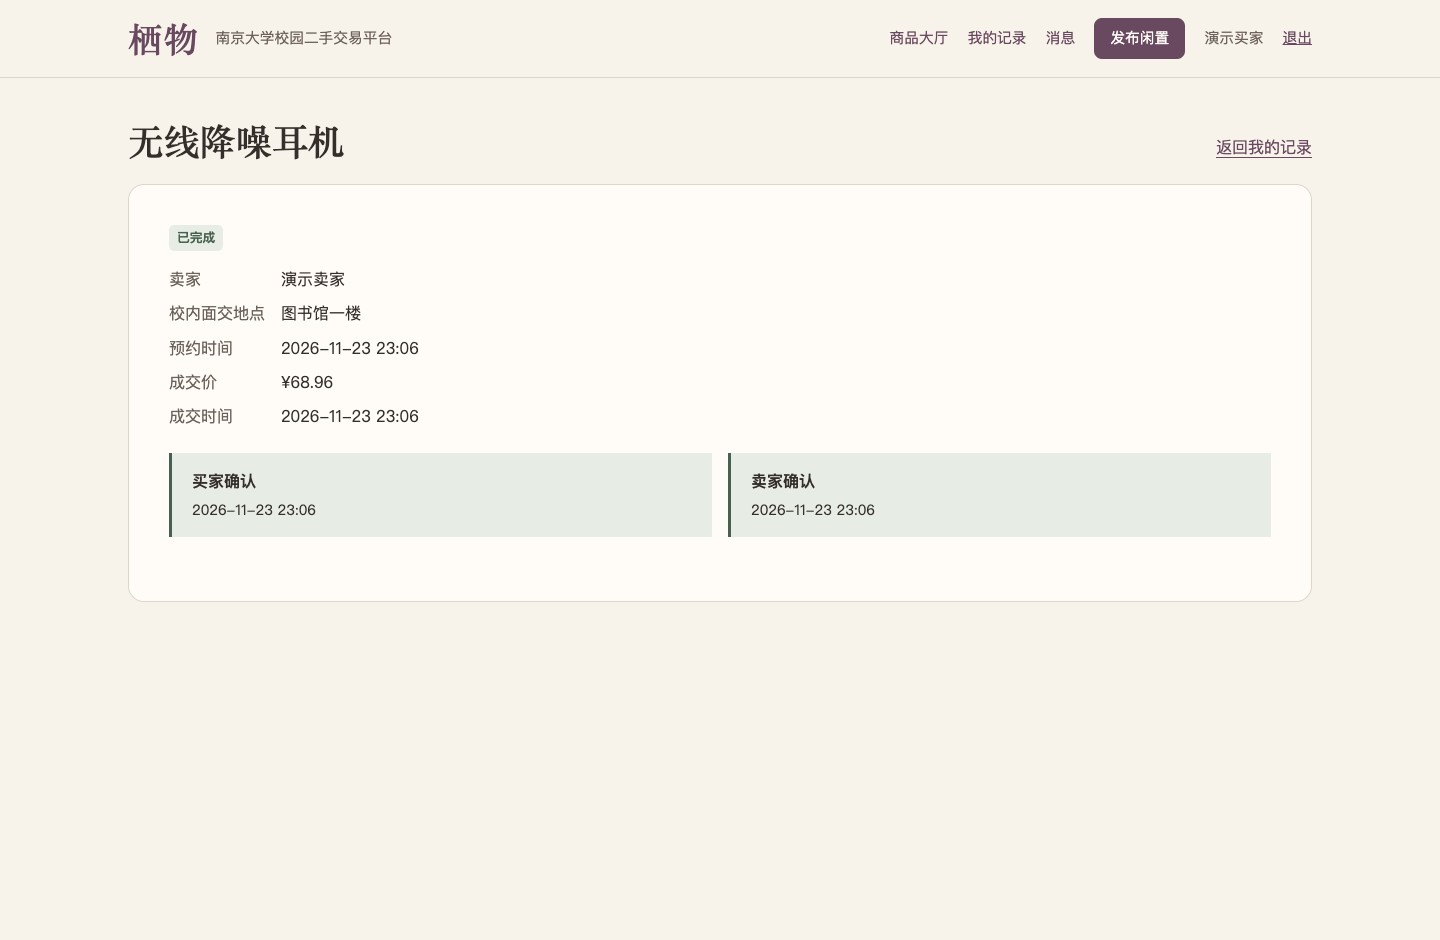 栖物 南京大学校园二手交易平台 商品大厅 我的记录 消息 发布闲置 演示买家 退出
无线降噪耳机 返回我的记录
已完成
卖家 演示卖家
校内面交地点 图书馆一楼
预约时间 2026-11-23 23:06
成交价 ¥68.96
成交时间 2026-11-23 23:06
买家确认 卖家确认
2026-11-23 23:06 2026-11-23 23:06